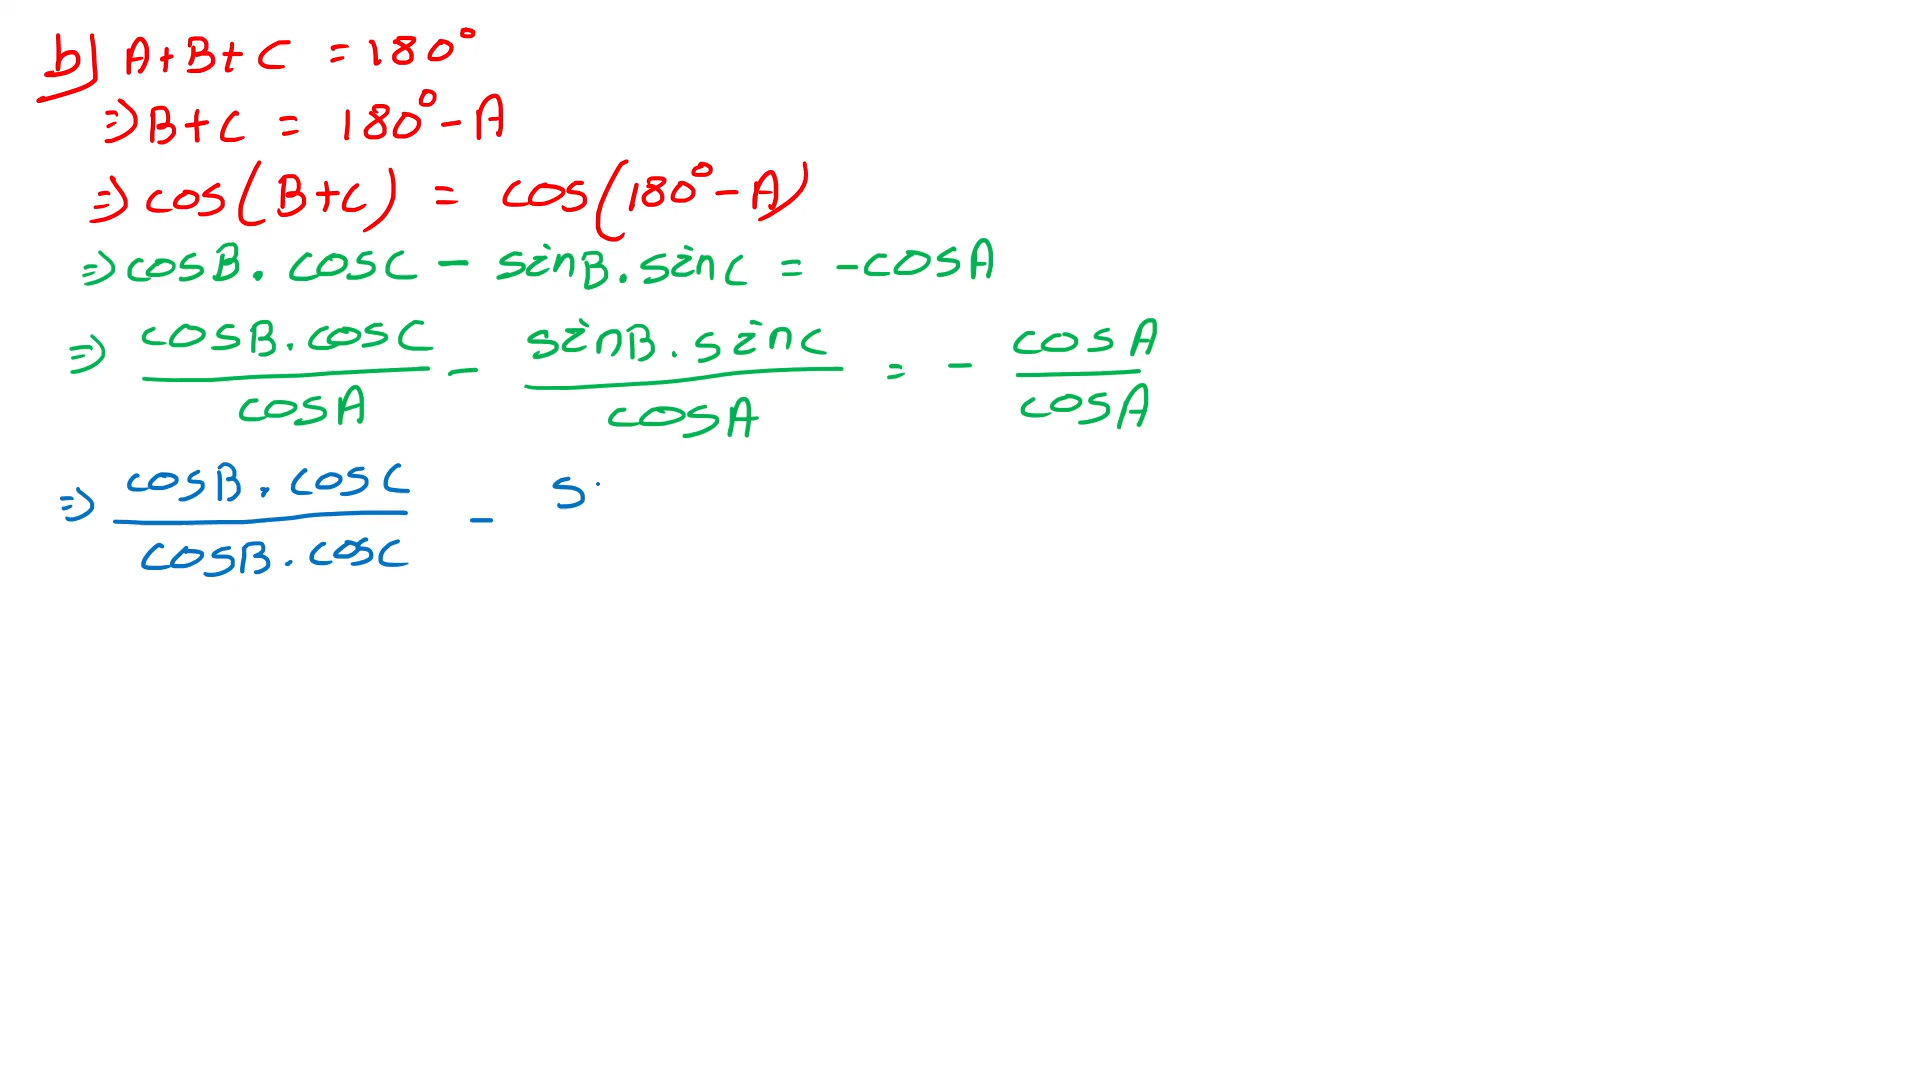 b) A+B+C = 180°
⇒ B+C = 180° - A
⇒ cos(B+C) = cos(180° - A)
⇒ cosB . cosC - sinB . sinC = -cosA
⇒ (cosB . cosC)/(cosA) - (sinB . sinC)/(cosA) = - (cosA)/(cosA)
⇒ (cosB . cosC)/(cosB . cosC) - s